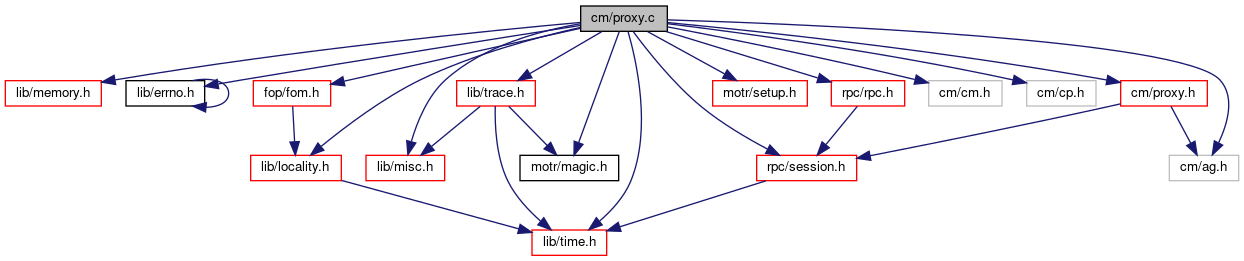 cm/proxy.c
lib/memory.h
lib/errno.h
fop/fom.h
lib/trace.h
motr/setup.h
rpc/rpc.h
cm/cm.h
cm/cp.h
cm/proxy.h
lib/locality.h
lib/misc.h
motr/magic.h
rpc/session.h
cm/ag.h
lib/time.h